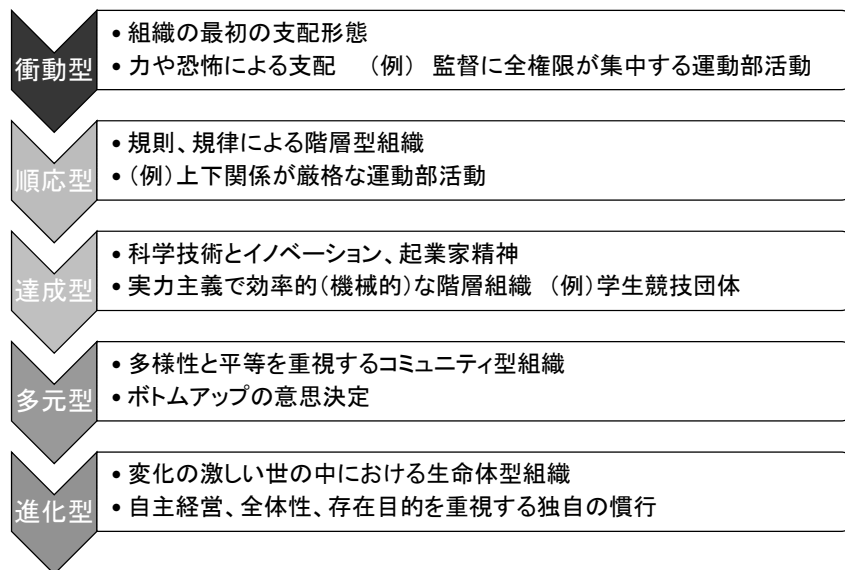 衝動型
• 組織の最初の支配形態
• 力や恐怖による支配　（例） 監督に全権限が集中する運動部活動
順応型
• 規則、規律による階層型組織
• （例）上下関係が厳格な運動部活動
達成型
• 科学技術とイノベーション、起業家精神
• 実力主義で効率的（機械的）な階層組織　（例）学生競技団体
多元型
• 多様性と平等を重視するコミュニティ型組織
• ボトムアップの意思決定
進化型
• 変化の激しい世の中における生命体型組織
• 自主経営、全体性、存在目的を重視する独自の慣行